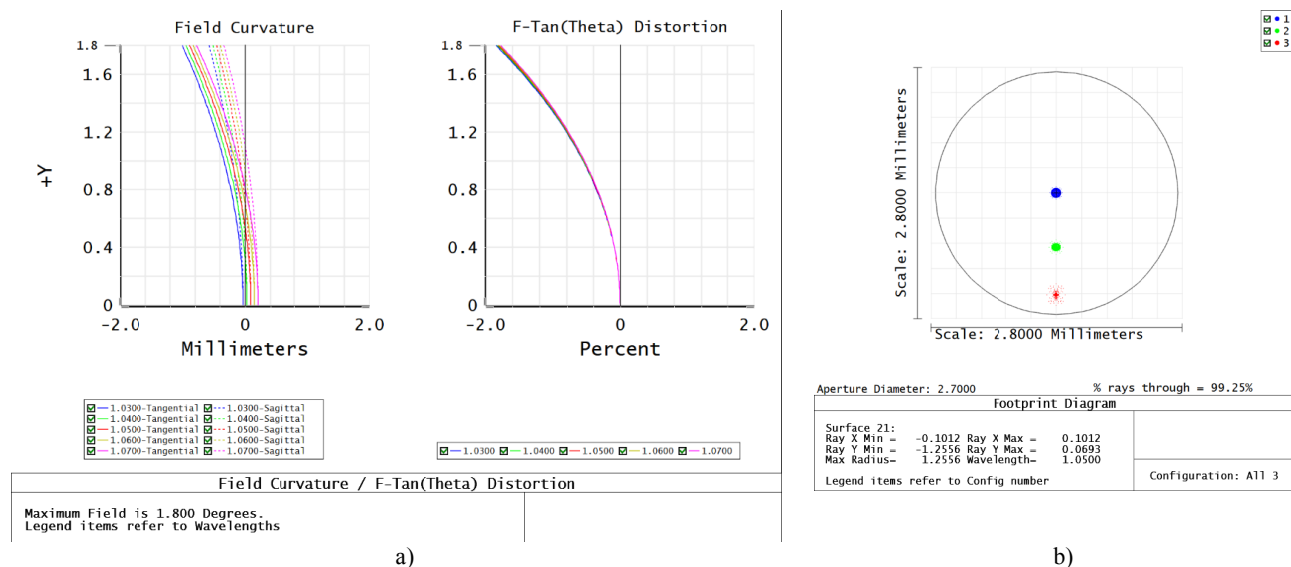 Field Curvature
F-Tan(Theta) Distortion
1.8
1.6
1.2
0.8
0.4
0
+Y
-2.0
0
2.0
Millimeters
1.8
1.6
1.2
0.8
0.4
0
-2.0
0
2.0
Percent
1.0300-Tangential 1.0300-Sagittal
1.0400-Tangential 1.0400-Sagittal
1.0500-Tangential 1.0500-Sagittal
1.0600-Tangential 1.0600-Sagittal
1.0700-Tangential 1.0700-Sagittal
1.0300 1.0400 1.0500 1.0600 1.0700
Field Curvature / F-Tan(Theta) Distortion
Maximum Field is 1.800 Degrees.
Legend items refer to Wavelengths
a)
1
2
3
Scale: 2.8000 Millimeters
Scale: 2.8000 Millimeters
Aperture Diameter: 2.7000 % rays through = 99.25%
Footprint Diagram
Surface 21:
Ray X Min = -0.1012 Ray X Max = 0.1012
Ray Y Min = -1.2556 Ray Y Max = 0.0693
Max Radius= 1.2556 Wavelength= 1.0500
Legend items refer to Config number
Configuration: All 3
b)